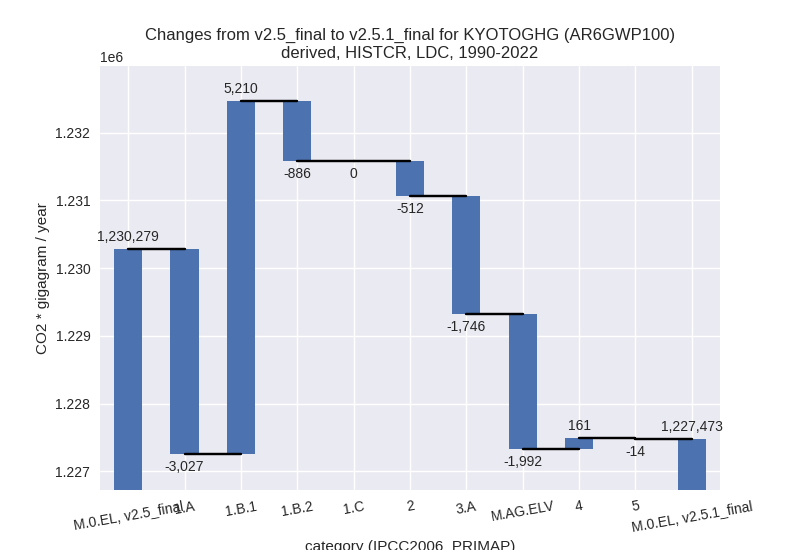 Changes from v2.5_final to v2.5.1_final for KYOTOGHG (AR6GWP100)
derived, HISTCR, LDC, 1990-2022
1e6
5,210
1.232
-886
0
1.231
-512
1,230,279
1.230
1.229
-1,746
CO2 * gigagram / year
1.228
161
1,227,473
-14
-3,027
-1,992
1.227
M.0.EL, v2.5_final
1.A
1.B.1
1.B.2
1.C
2
3.A
M.AG.ELV
4
5
M.0.EL, v2.5.1_final
category (IPCC2006_PRIMAP)